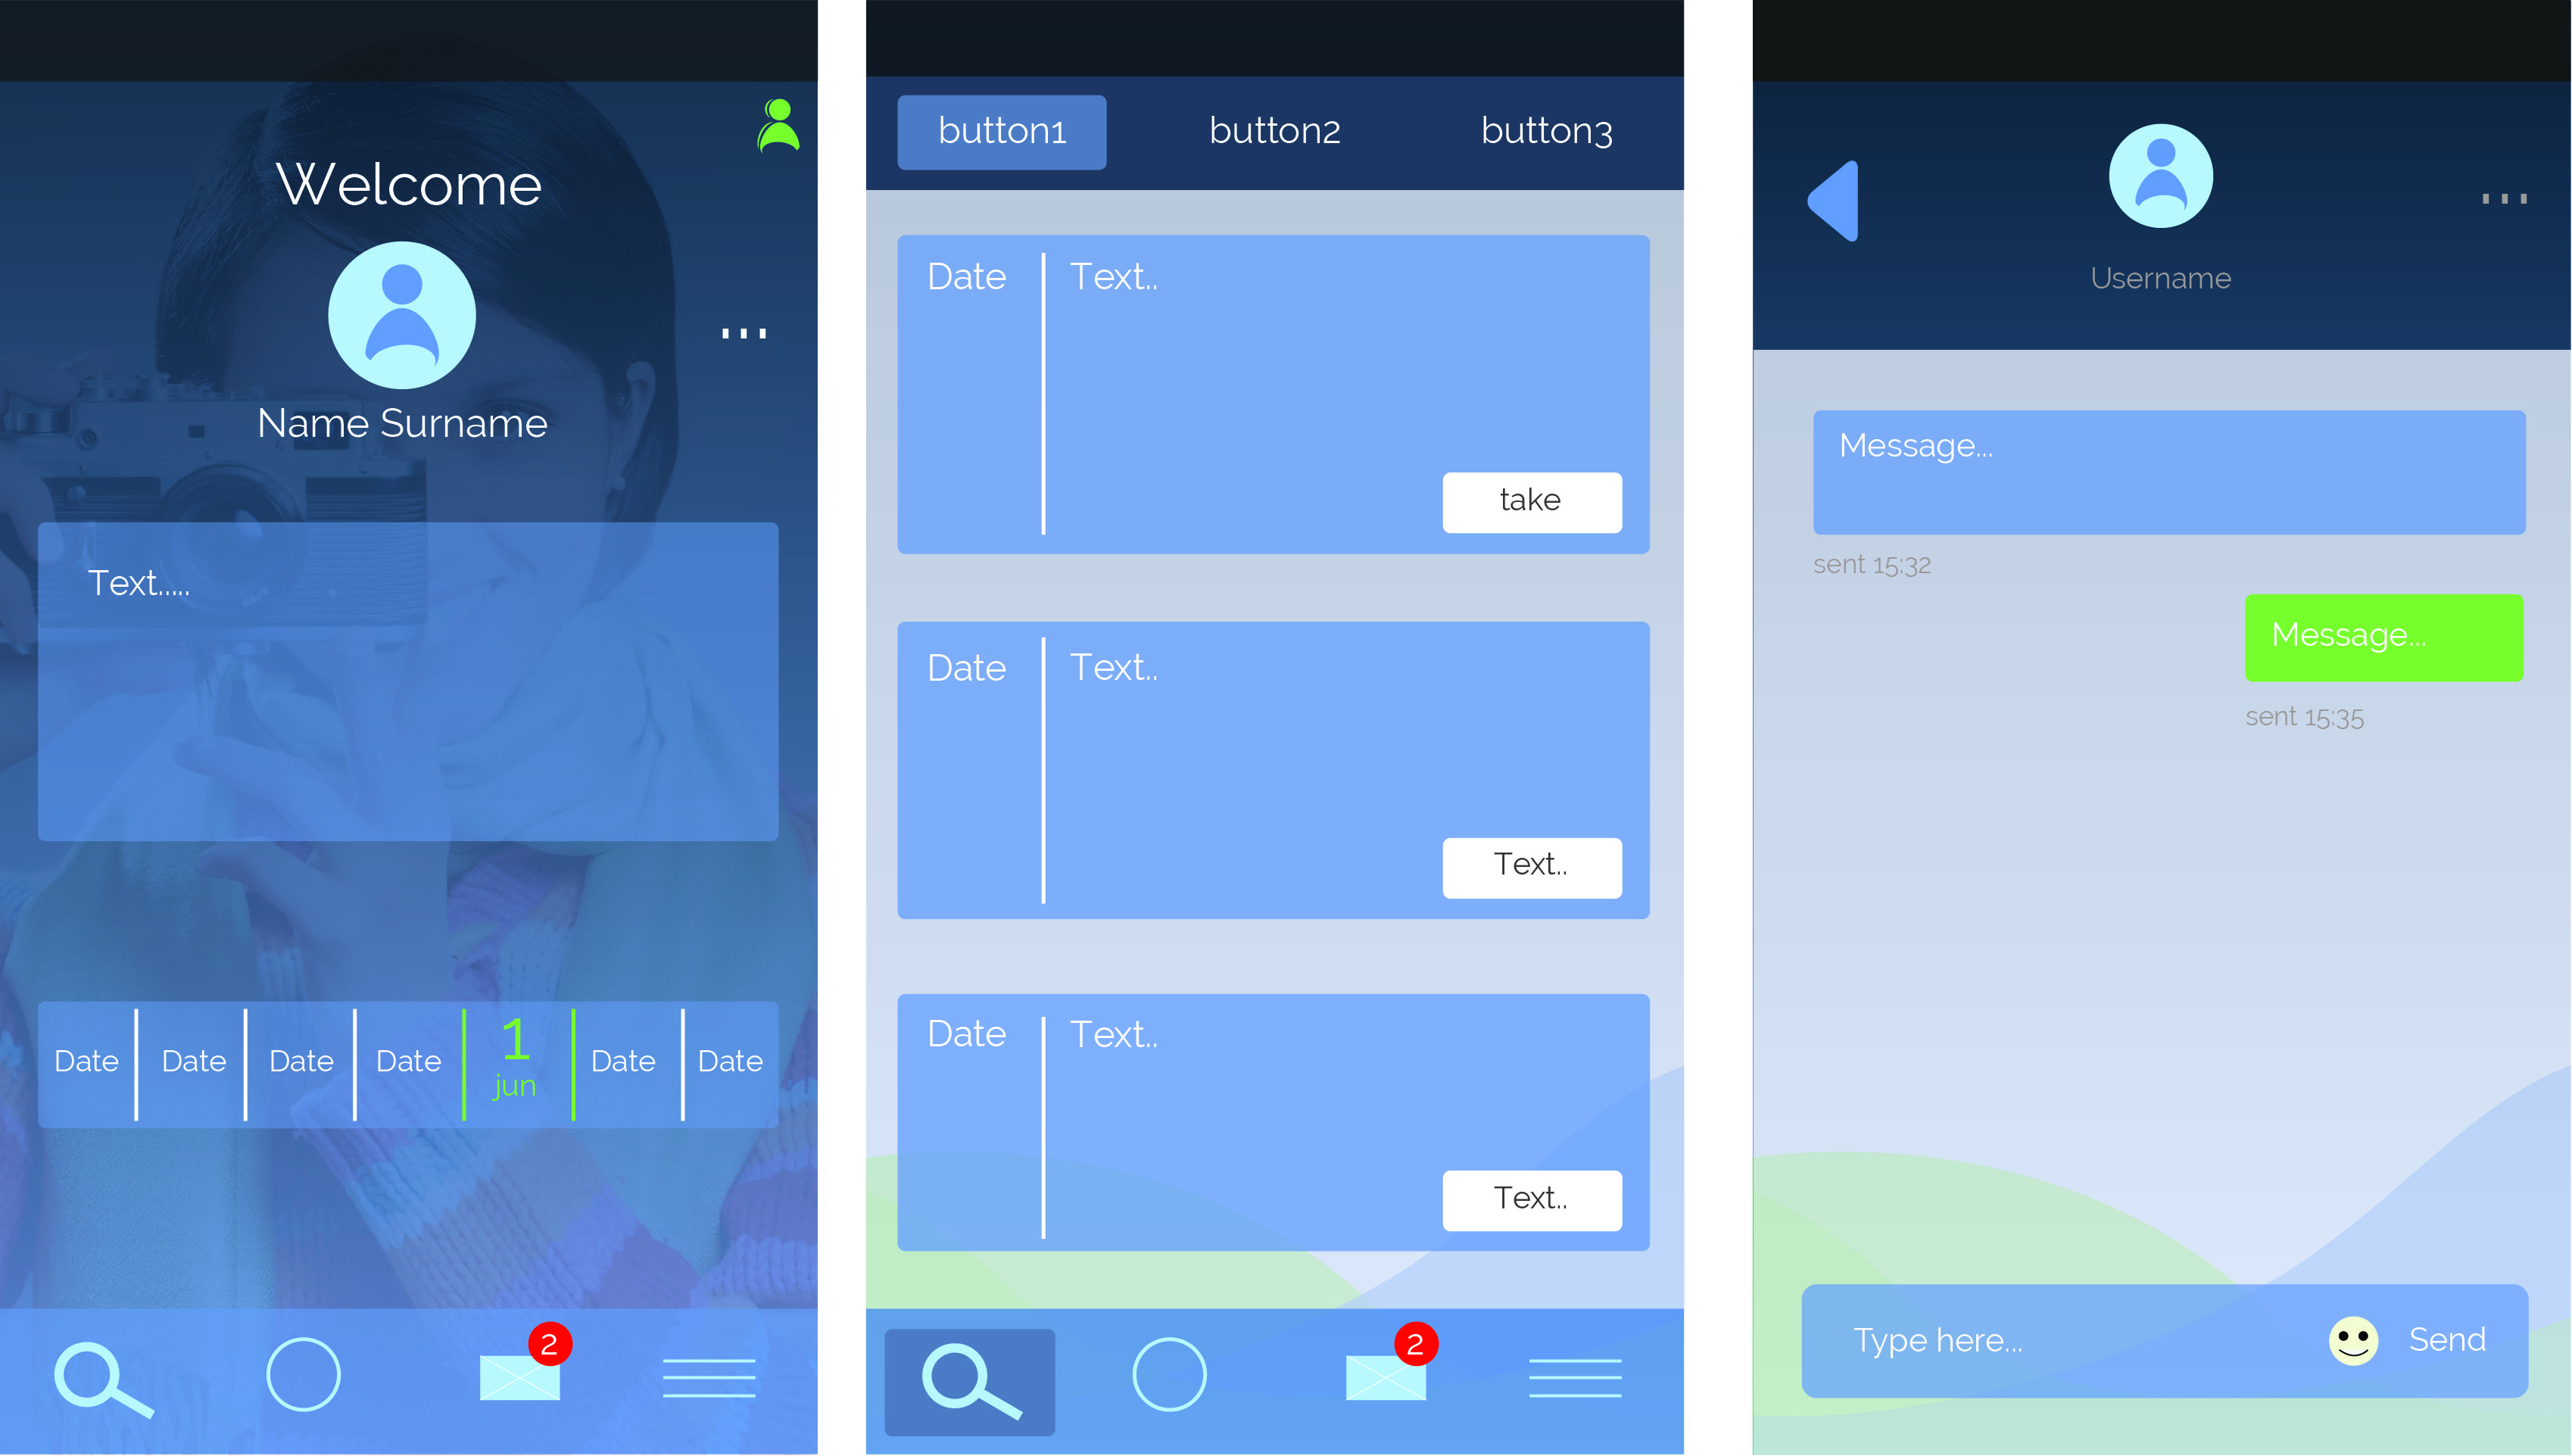 Welcome
...
Name Surname
Text.....
Date Date Date Date 1 jun Date Date
2
button1 button2 button3
Date Text..
take
Date Text..
Text..
Date Text..
Text..
2
...
Username
Message...
sent 15:32
Message...
sent 15:35
Type here... Send